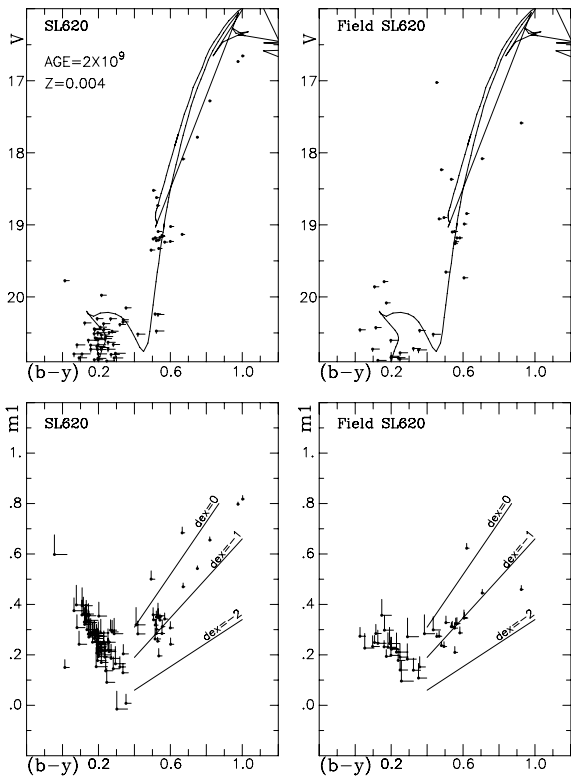 V
SL620
AGE=2X10⁹
Z=0.004
17
18
19
20
(b-y)
0.2
0.6
1.0
V
Field SL620
17
18
19
20
(b-y)
0.2
0.6
1.0
m1
SL620
1.
.8
.6
.4
.2
.0
dex=0
dex=-1
dex=-2
(b-y)
0.2
0.6
1.0
m1
Field SL620
1.
.8
.6
.4
.2
.0
dex=0
dex=-1
dex=-2
(b-y)
0.2
0.6
1.0